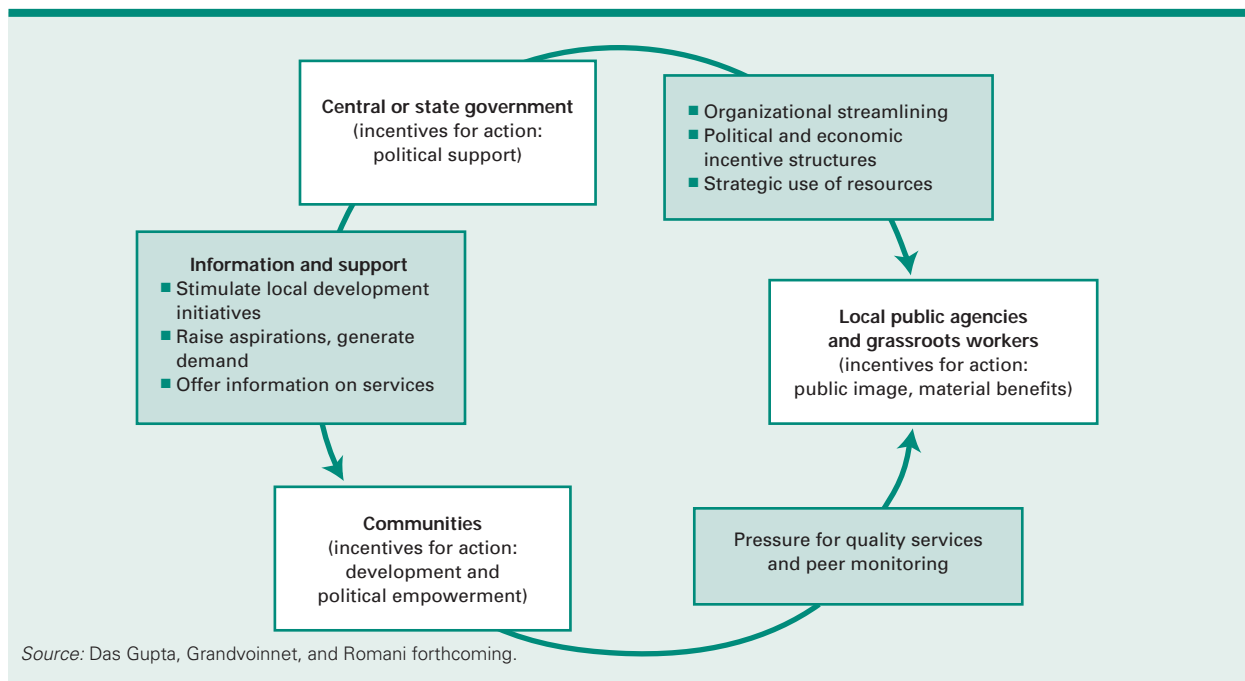 Central or state government
(incentives for action:
political support)
■ Organizational streamlining
■ Political and economic
incentive structures
■ Strategic use of resources
Information and support
■ Stimulate local development
initiatives
■ Raise aspirations, generate
demand
■ Offer information on services
Local public agencies
and grassroots workers
(incentives for action:
public image, material benefits)
Communities
(incentives for action:
development and
political empowerment)
Pressure for quality services
and peer monitoring
Source: Das Gupta, Grandvoinnet, and Romani forthcoming.